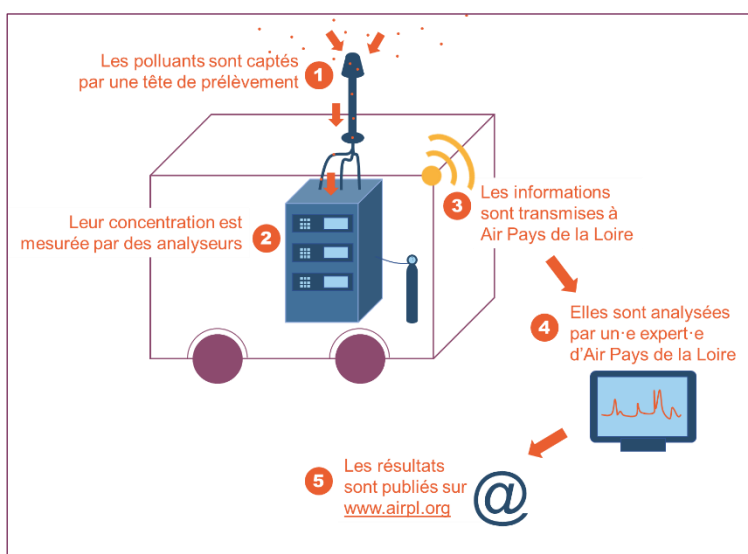 Les polluants sont captés
par une tête de prélèvement
1
Leur concentration est
mesurée par des analyseurs
2
3
Les informations
sont transmises à
Air Pays de la Loire
4
Elles sont analysées
par un·e expert·e
d'Air Pays de la Loire
5
Les résultats
sont publiés sur
www.airpl.org
@